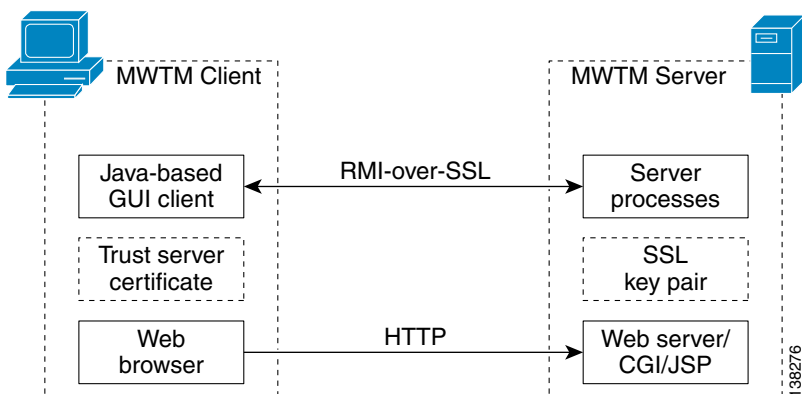 MWTM Client
MWTM Server
Java-based
GUI client
RMI-over-SSL
Server
processes
Trust server
certificate
SSL
key pair
Web
browser
HTTP
Web server/
CGI/JSP
138276